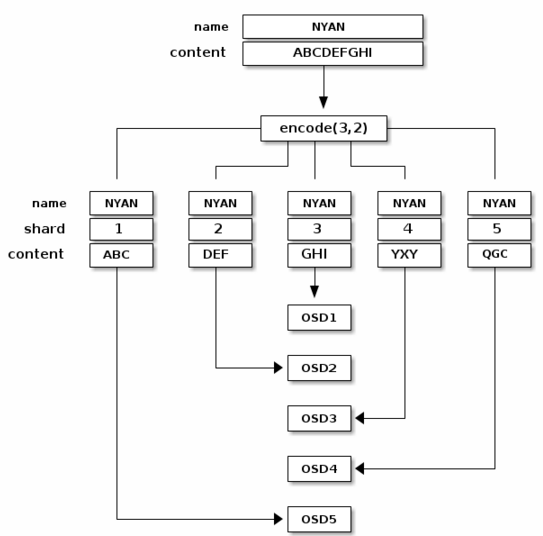 name NYAN
content ABCDEFGHI
encode(3,2)
name NYAN NYAN NYAN NYAN NYAN
shard 1 2 3 4 5
content ABC DEF GHI YXY QGC
OSD1
OSD2
OSD3
OSD4
OSD5